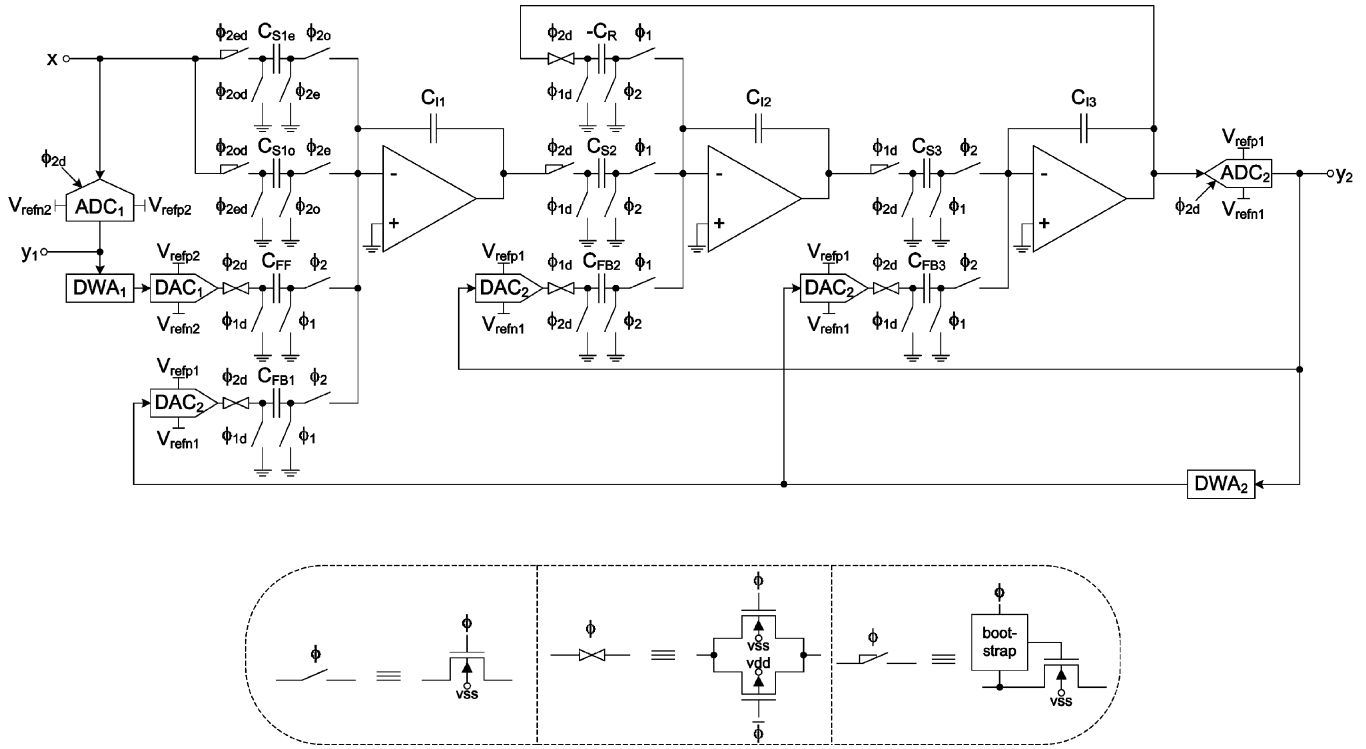 ϕ2ed CS1e ϕ2o
x
ϕ2od ϕ2e
ϕ2d -CR ϕ1
ϕ1d ϕ2
CI1
CI2
CI3
ϕ2od CS1o ϕ2e
ϕ2ed ϕ2o
ϕ2d CS2 ϕ1
ϕ1d ϕ2
ϕ1d CS3 ϕ2
ϕ2d ϕ1
- +
- +
- +
ϕ2d
Vrefn2 ADC1 Vrefp2
y1
Vrefp1
ADC2 y2
ϕ2d Vrefn1
DWA1
Vrefp2
DAC1
Vrefn2
ϕ2d CFF ϕ2
ϕ1d ϕ1
Vrefp1
DAC2
Vrefn1
ϕ1d CFB2 ϕ1
ϕ2d ϕ2
Vrefp1
DAC2
Vrefn1
ϕ2d CFB3 ϕ2
ϕ1d ϕ1
Vrefp1
DAC2
Vrefn1
ϕ2d CFB1 ϕ2
ϕ1d ϕ1
DWA2
ϕ ≡ ϕ
vss
ϕ ≡ ϕ
vss
vdd
ϕ̅
ϕ ≡ ϕ
boot-
strap
vss